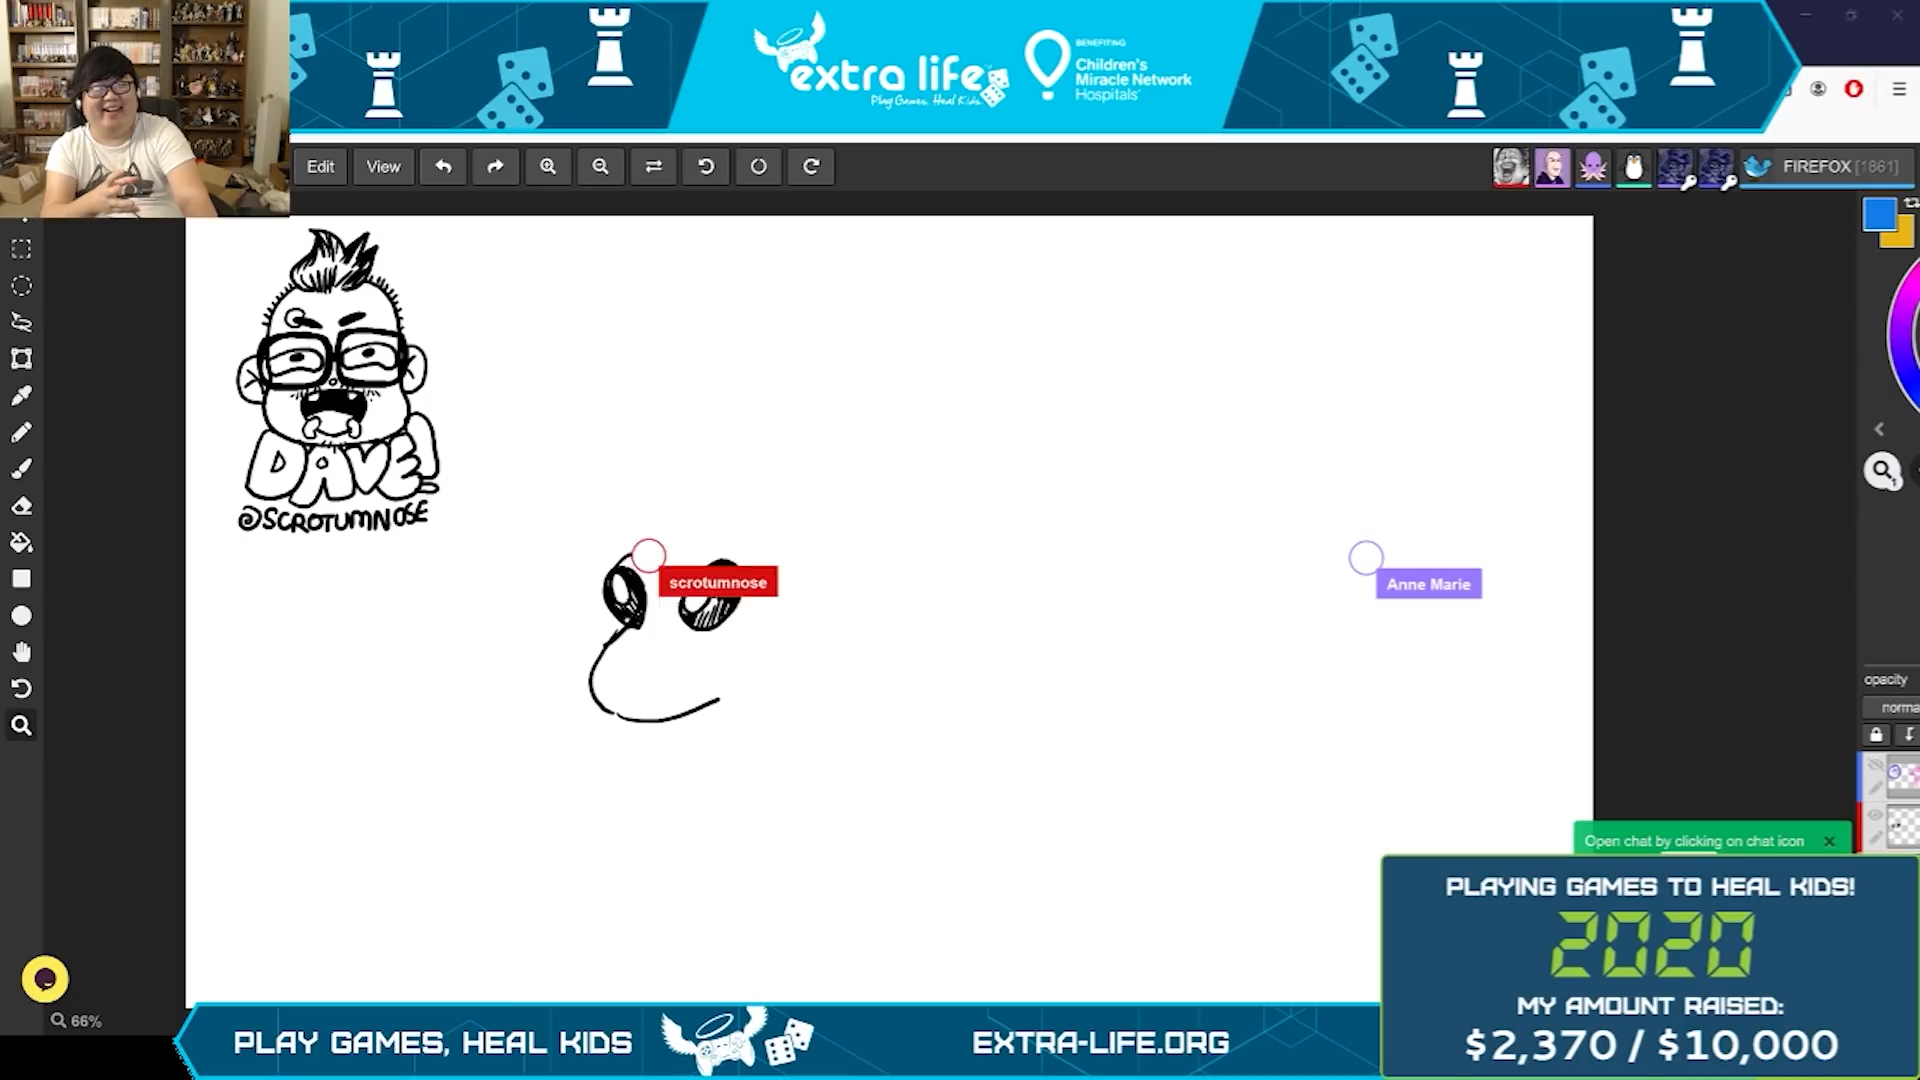 extra life
Play Games. Heal Kids.
BENEFITING
Children's
Miracle Network
Hospitals
Edit
View
FIREFOX [1861]
DAVE!
@SCROTUMNOSE
scrotumnose
Anne Marie
opacity
norma
Open chat by clicking on chat icon
PLAYING GAMES TO HEAL KIDS!
2020
MY AMOUNT RAISED:
$2,370 / $10,000
66%
PLAY GAMES, HEAL KIDS
EXTRA-LIFE.ORG